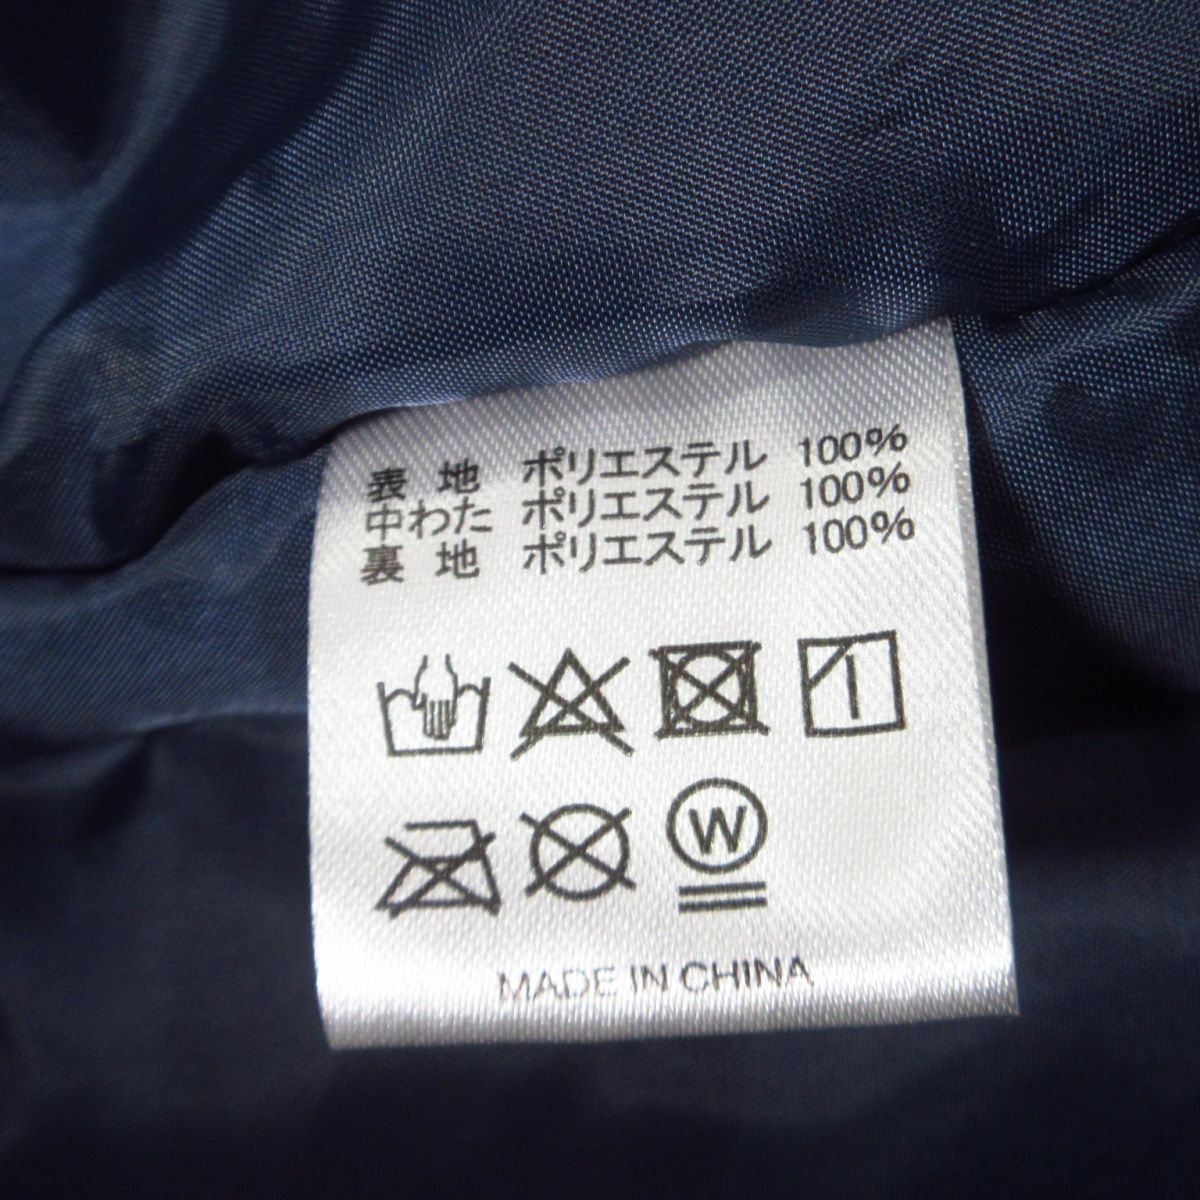 表 地 ポリエステル 100%
中わた ポリエステル 100%
裏 地 ポリエステル 100%
W
MADE IN CHINA